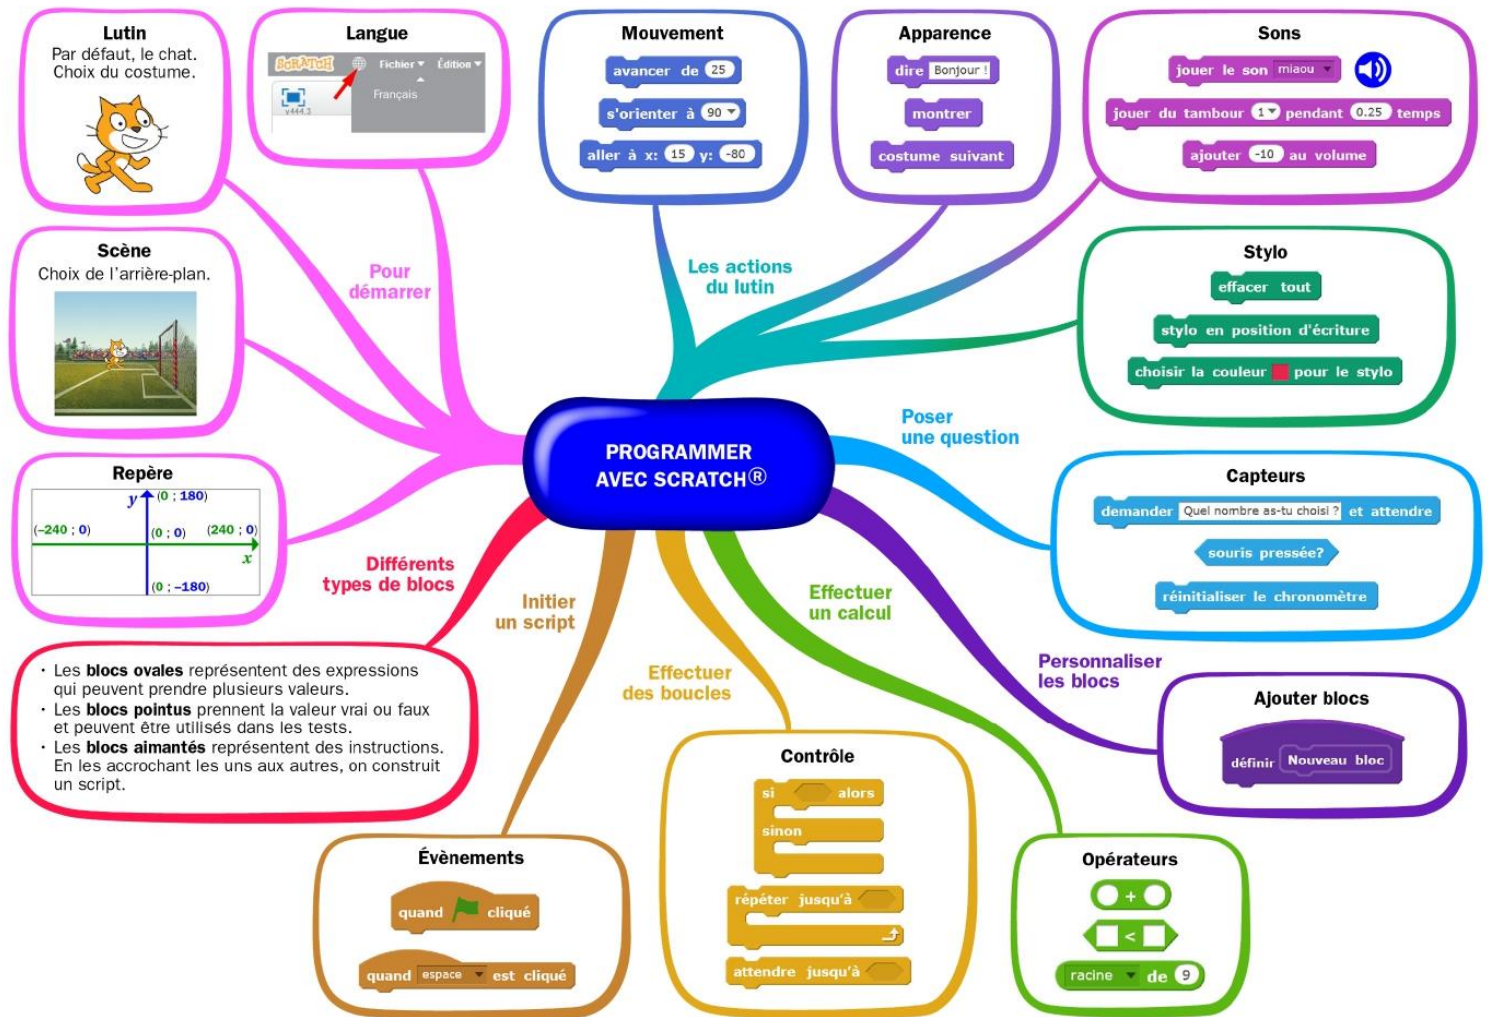 Lutin
Par défaut, le chat.
Choix du costume.
Langue
SCRATCH Fichier Édition
Français
v444.3
Mouvement
avancer de 25
s'orienter à 90
aller à x: 15 y: -80
Apparence
dire Bonjour !
montrer
costume suivant
Sons
jouer le son miaou
jouer du tambour 1 pendant 0.25 temps
ajouter -10 au volume
Scène
Choix de l'arrière-plan.
Pour
démarrer
Les actions
du lutin
Stylo
effacer tout
stylo en position d'écriture
choisir la couleur pour le stylo
PROGRAMMER
AVEC SCRATCH®
Poser
une question
Repère
y (0 ; 180)
(–240 ; 0) (0 ; 0) (240 ; 0)
x
(0 ; –180)
Capteurs
demander Quel nombre as-tu choisi ? et attendre
souris pressée?
réinitialiser le chronomètre
Différents
types de blocs
Initier
un script
Effectuer
un calcul
Effectuer
des boucles
Personnaliser
les blocs
· Les blocs ovales représentent des expressions
qui peuvent prendre plusieurs valeurs.
· Les blocs pointus prennent la valeur vrai ou faux
et peuvent être utilisés dans les tests.
· Les blocs aimantés représentent des instructions.
En les accrochant les uns aux autres, on construit
un script.
Ajouter blocs
définir Nouveau bloc
Évènements
quand cliqué
quand espace est cliqué
Contrôle
si alors
sinon
répéter jusqu'à
attendre jusqu'à
Opérateurs
+
<
racine de 9